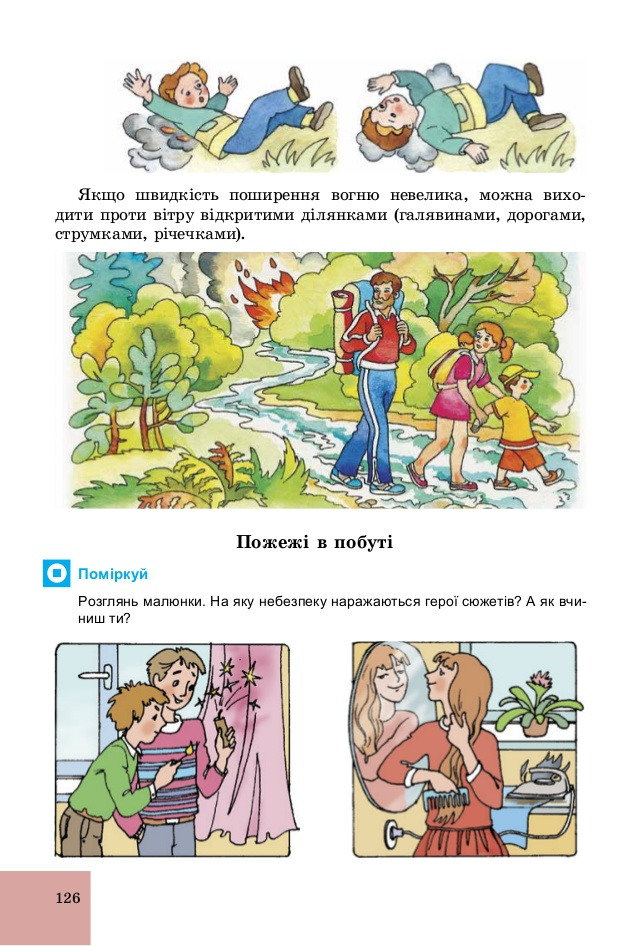 Якщо швидкість поширення вогню невелика, можна вихо-
дити проти вітру відкритими ділянками (галявинами, дорогами,
струмками, річечками).
Пожежі в побуті
Поміркуй
Розглянь малюнки. На яку небезпеку наражаються герої сюжетів? А як вчи-
ниш ти?
126